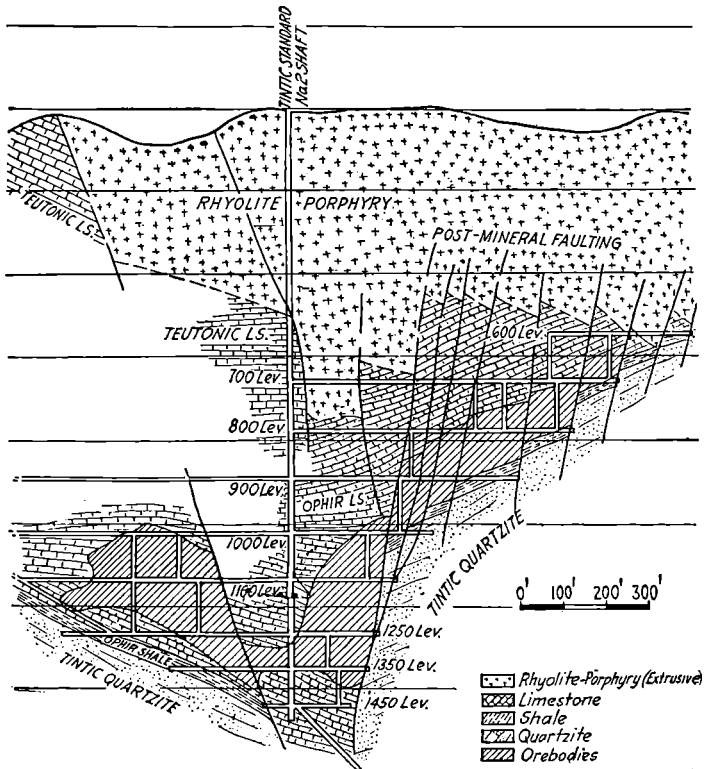 TINTIC STANDARD
No.2 SHAFT
TEUTONIC LS.
RHYOLITE PORPHYRY
POST-MINERAL FAULTING
TEUTONIC LS.
600 Lev.
700 Lev.
800 Lev.
900 Lev.
OPHIR LS.
1000 Lev.
1100 Lev.
TINTIC QUARTZITE
0' 100' 200' 300'
1250 Lev.
OPHIR SHALE
1350 Lev.
TINTIC QUARTZITE
1450 Lev.
Rhyolite-Porphyry (Extrusive)
Limestone
Shale
Quartzite
Orebodies